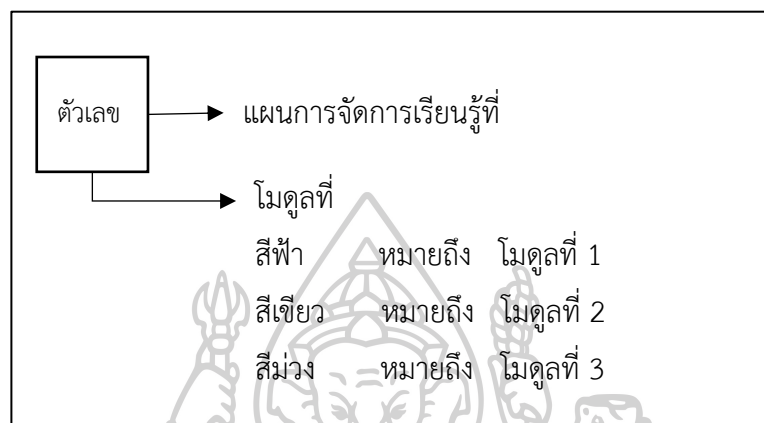 ตัวเลข แผนการจัดการเรียนรู้ที่
โมดูลที่
สีฟ้า หมายถึง โมดูลที่ 1
สีเขียว หมายถึง โมดูลที่ 2
สีม่วง หมายถึง โมดูลที่ 3